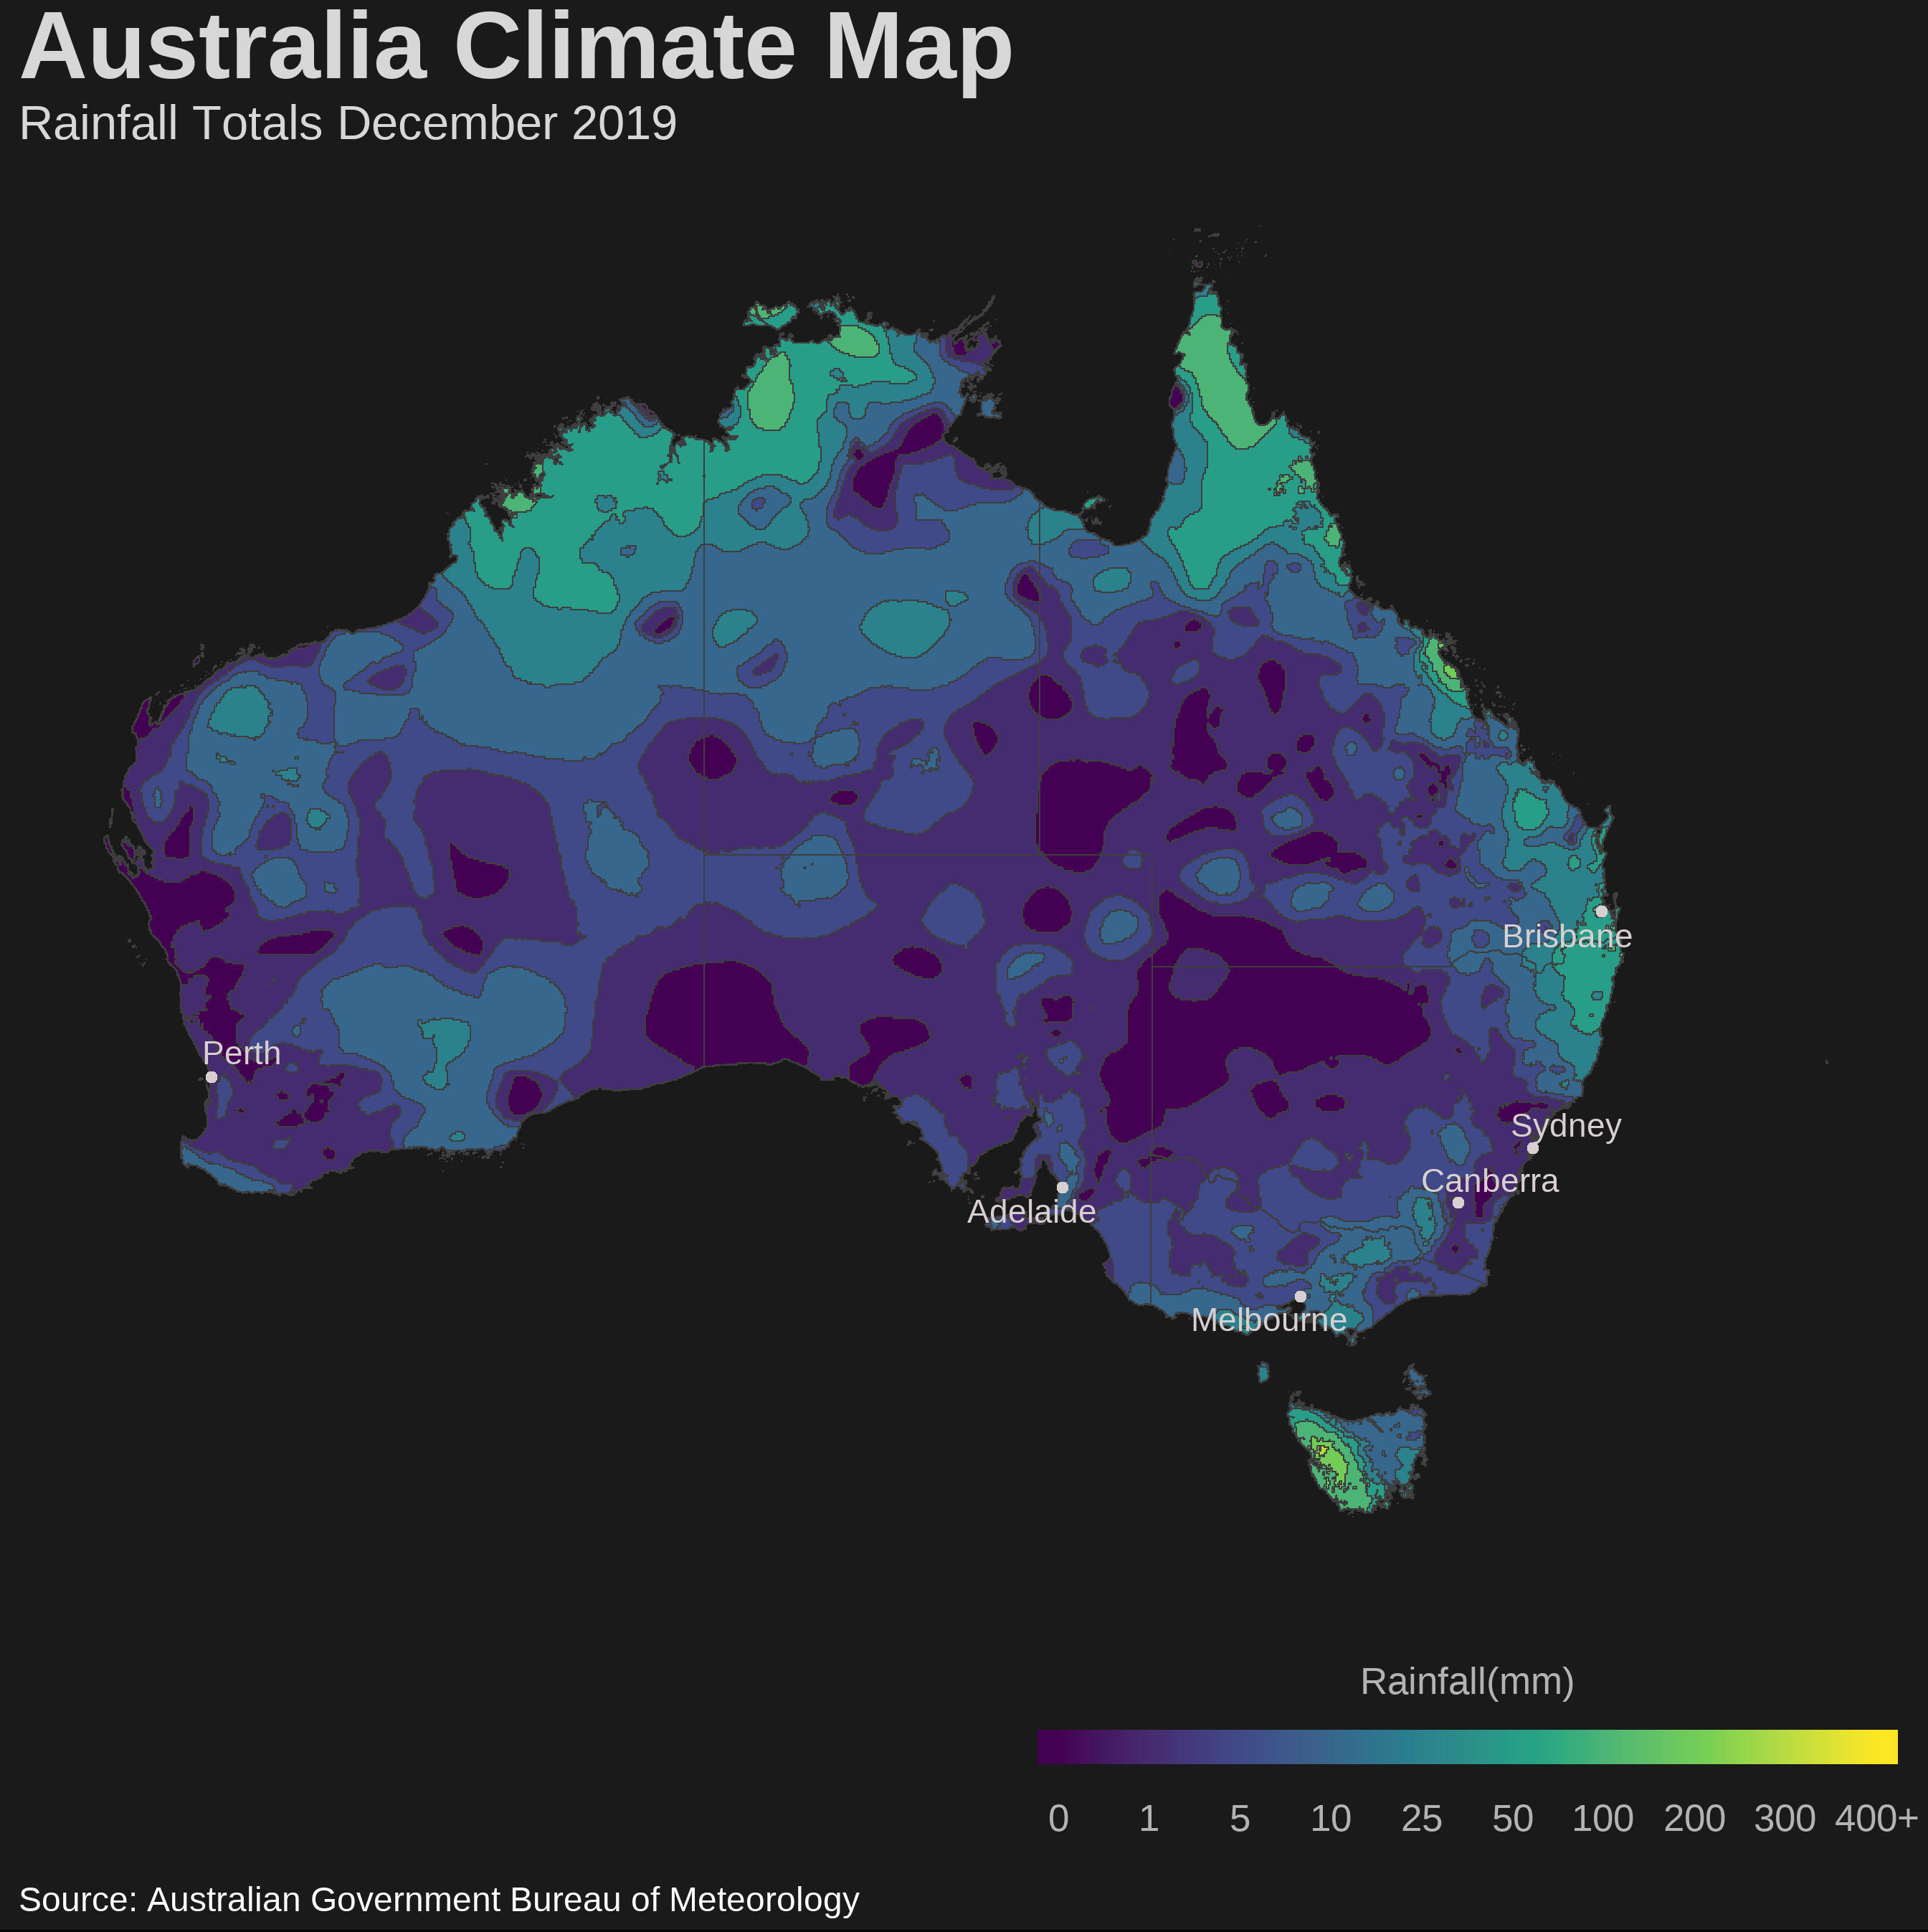 Australia Climate Map
Rainfall Totals December 2019
Brisbane
Perth
Sydney
Canberra
Adelaide
Melbourne
Rainfall(mm)
0 1 5 10 25 50 100 200 300 400+
Source: Australian Government Bureau of Meteorology